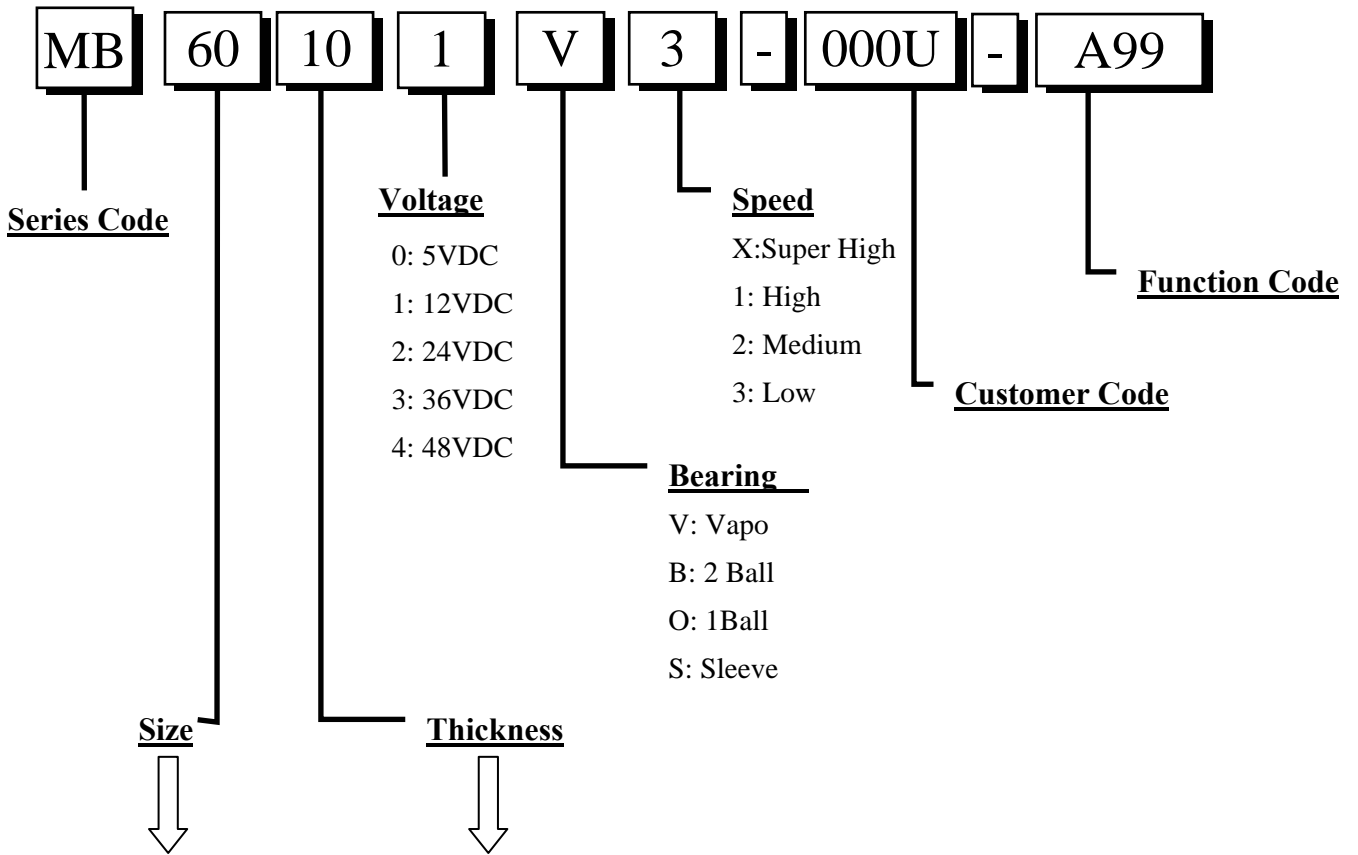 MB 60 10 1 V 3 - 000U - A99
Series Code
Voltage
0: 5VDC
1: 12VDC
2: 24VDC
3: 36VDC
4: 48VDC
Speed
X:Super High
1: High
2: Medium
3: Low
Function Code
Customer Code
Bearing
V: Vapo
B: 2 Ball
O: 1Ball
S: Sleeve
Size
Thickness